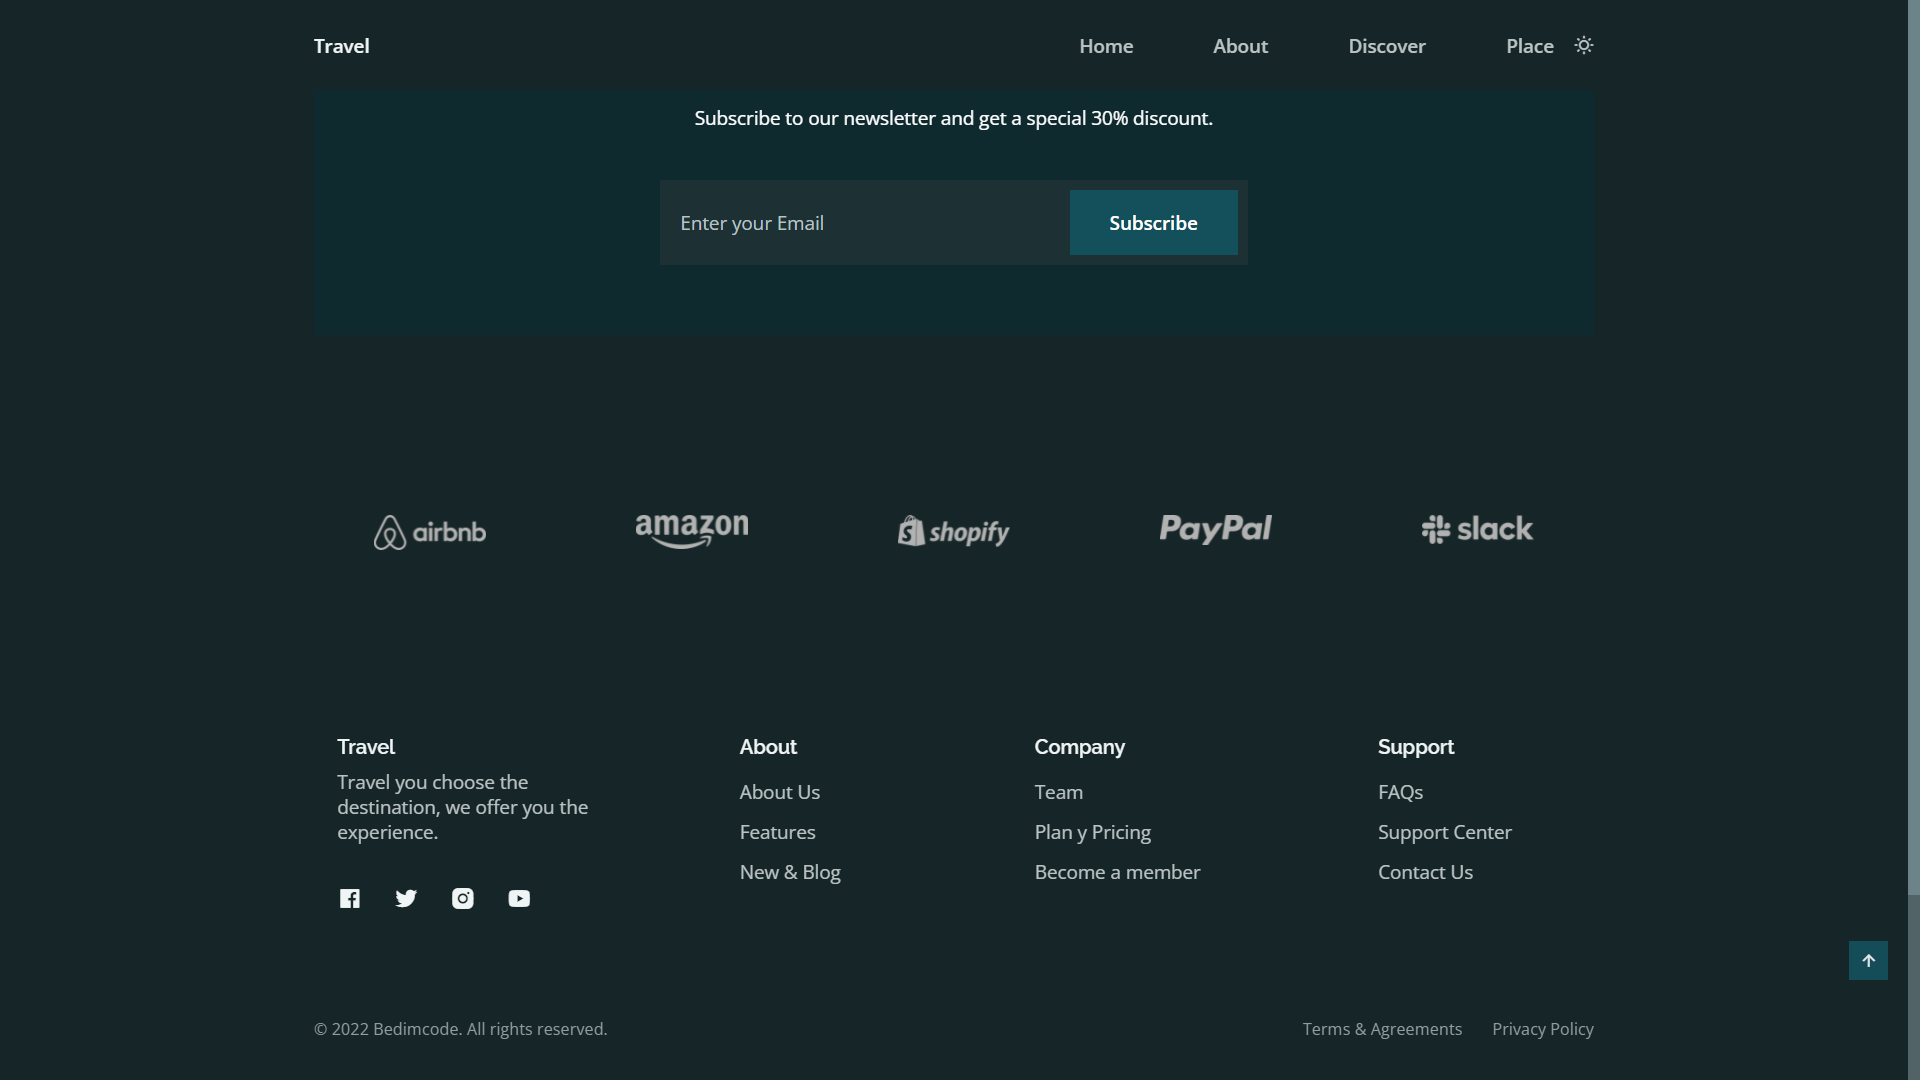 Travel
Home
About
Discover
Place
Subscribe to our newsletter and get a special 30% discount.
Enter your Email
Subscribe
airbnb
amazon
shopify
PayPal
slack
Travel
Travel you choose the
destination, we offer you the
experience.
About
About Us
Features
New & Blog
Company
Team
Plan y Pricing
Become a member
Support
FAQs
Support Center
Contact Us
© 2022 Bedimcode. All rights reserved.
Terms & Agreements
Privacy Policy